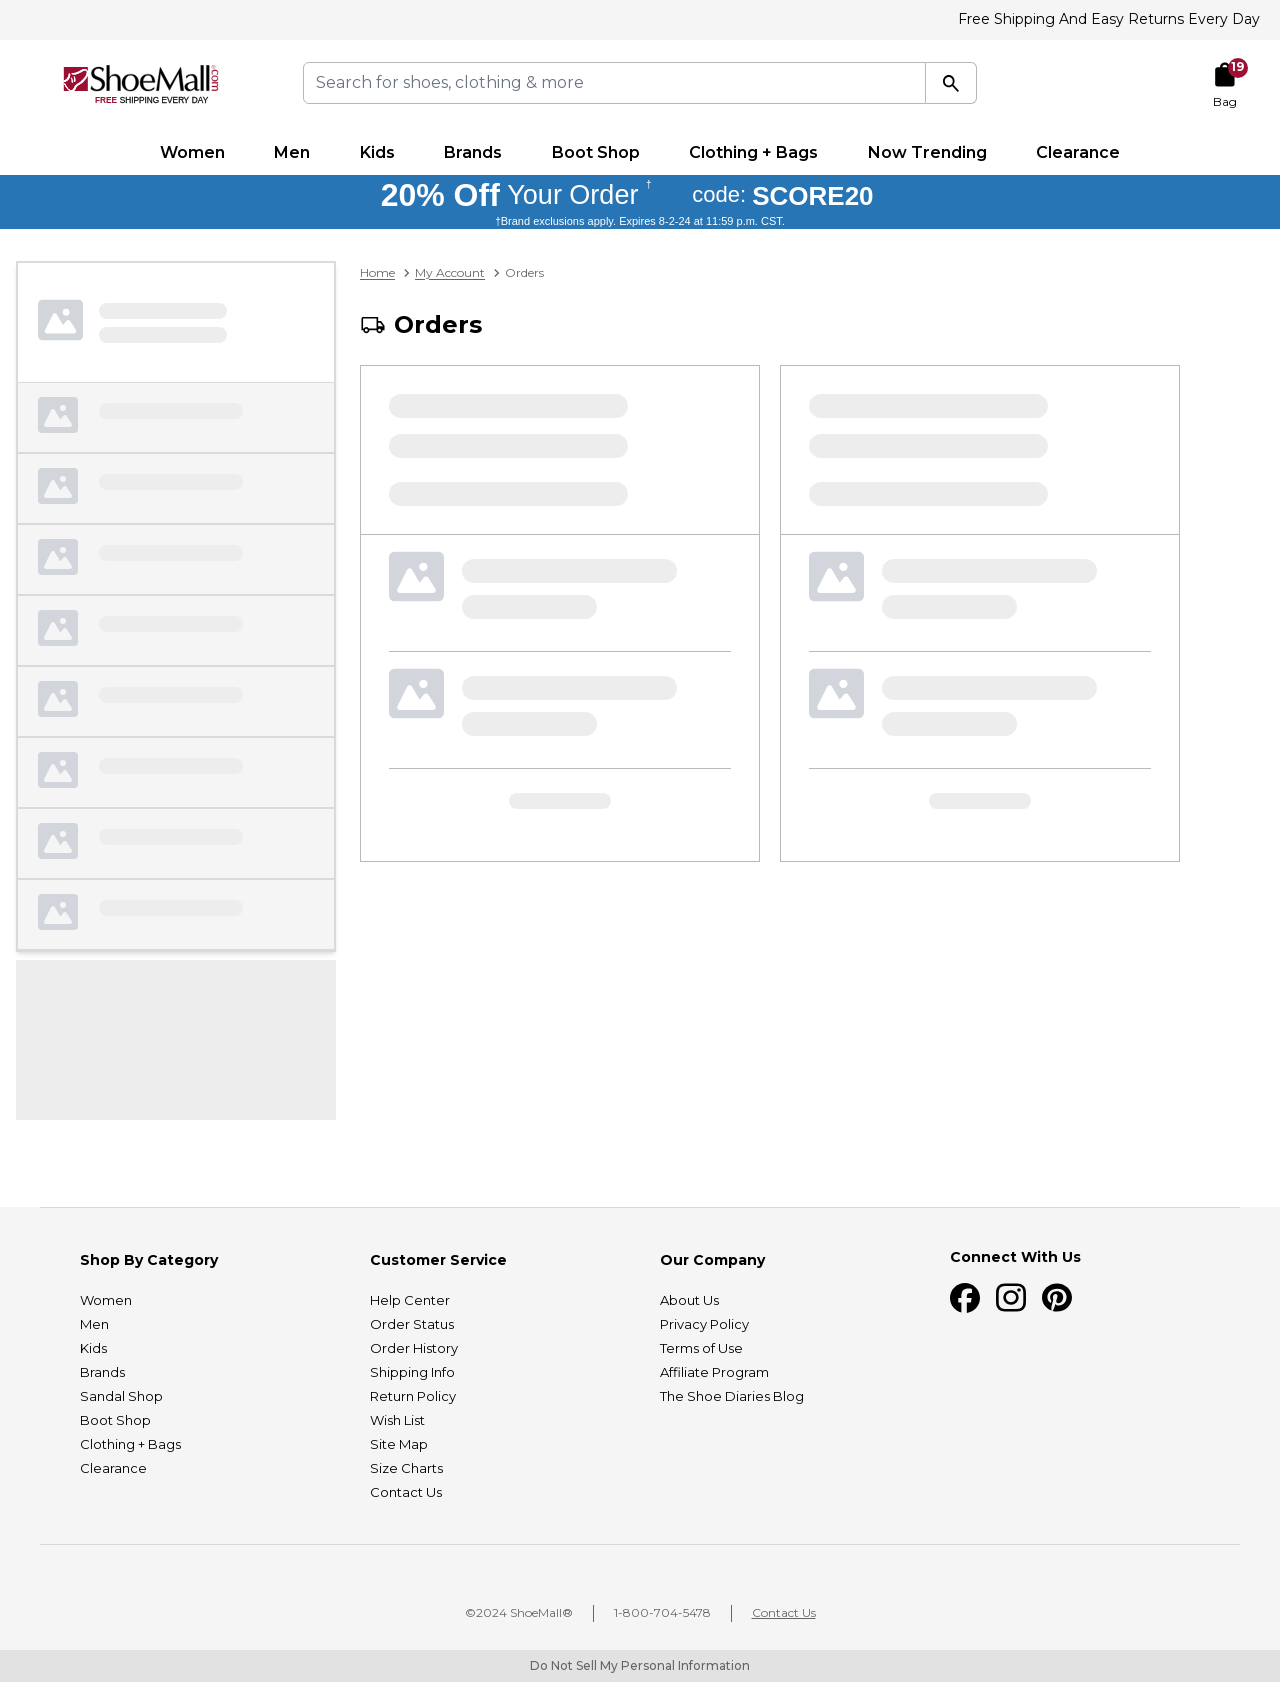 Free Shipping And Easy Returns Every Day
ShoeMall®.com
FREE SHIPPING EVERY DAY
Search for shoes, clothing & more
19
Bag
Women Men Kids Brands Boot Shop Clothing + Bags Now Trending Clearance
20% Off Your Order † code: SCORE20
†Brand exclusions apply. Expires 8-2-24 at 11:59 p.m. CST.
Home > My Account > Orders
Orders
Shop By Category
Women
Men
Kids
Brands
Sandal Shop
Boot Shop
Clothing + Bags
Clearance
Customer Service
Help Center
Order Status
Order History
Shipping Info
Return Policy
Wish List
Site Map
Size Charts
Contact Us
Our Company
About Us
Privacy Policy
Terms of Use
Affiliate Program
The Shoe Diaries Blog
Connect With Us
©2024 ShoeMall® | 1-800-704-5478 | Contact Us
Do Not Sell My Personal Information